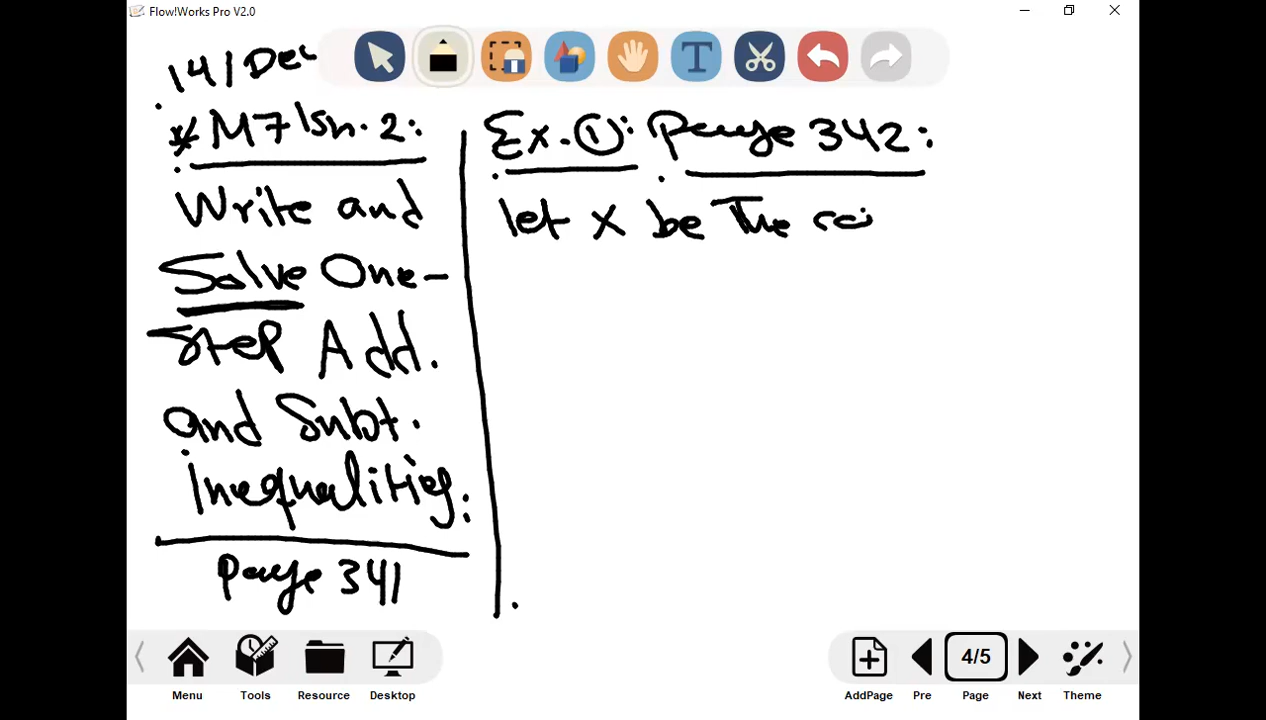 Flow!Works Pro V2.0
14/Dec
* M7 lsn. 2:
Write and
Solve One-
Step Add.
and Subt.
Inequalities:
Page 341
Ex. ①: Page 342:
let X be The
Menu
Tools
Resource
Desktop
AddPage
Pre
4/5
Page
Next
Theme